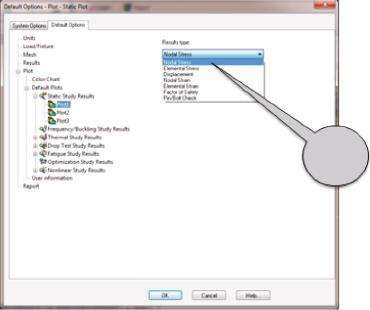 Default Options - Plot - Static Plot
System Options Default Options
Units
Load/Fixture
Mesh
Results
Plot
Color Chart
Default Plots
Static Study Results
Plot1
Plot2
Plot3
Frequency/Buckling Study Results
Thermal Study Results
Drop Test Study Results
Fatigue Study Results
Optimization Study Results
Nonlinear Study Results
User information
Report
Results type:
Nodal Stress
Nodal Stress
Elemental Stress
Displacement
Nodal Strain
Elemental Strain
Factor of Safety
Pin/Bolt Check
OK Cancel Help